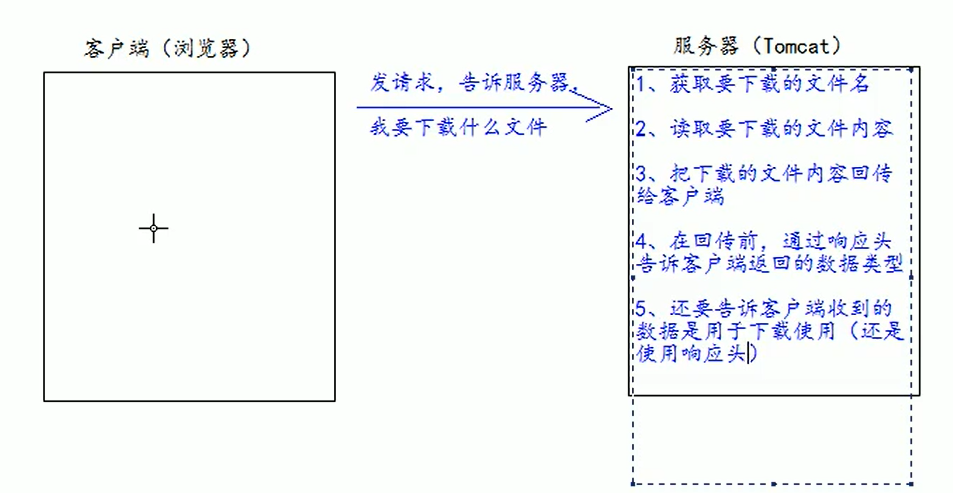 客户端（浏览器）
服务器（Tomcat）
发请求，告诉服务器，
我要下载什么文件
1、获取要下载的文件名
2、读取要下载的文件内容
3、把下载的文件内容回传
给客户端
4、在回传前，通过响应头
告诉客户端返回的数据类型
5、还要告诉客户端收到的
数据是用于下载使用（还是
使用响应头）